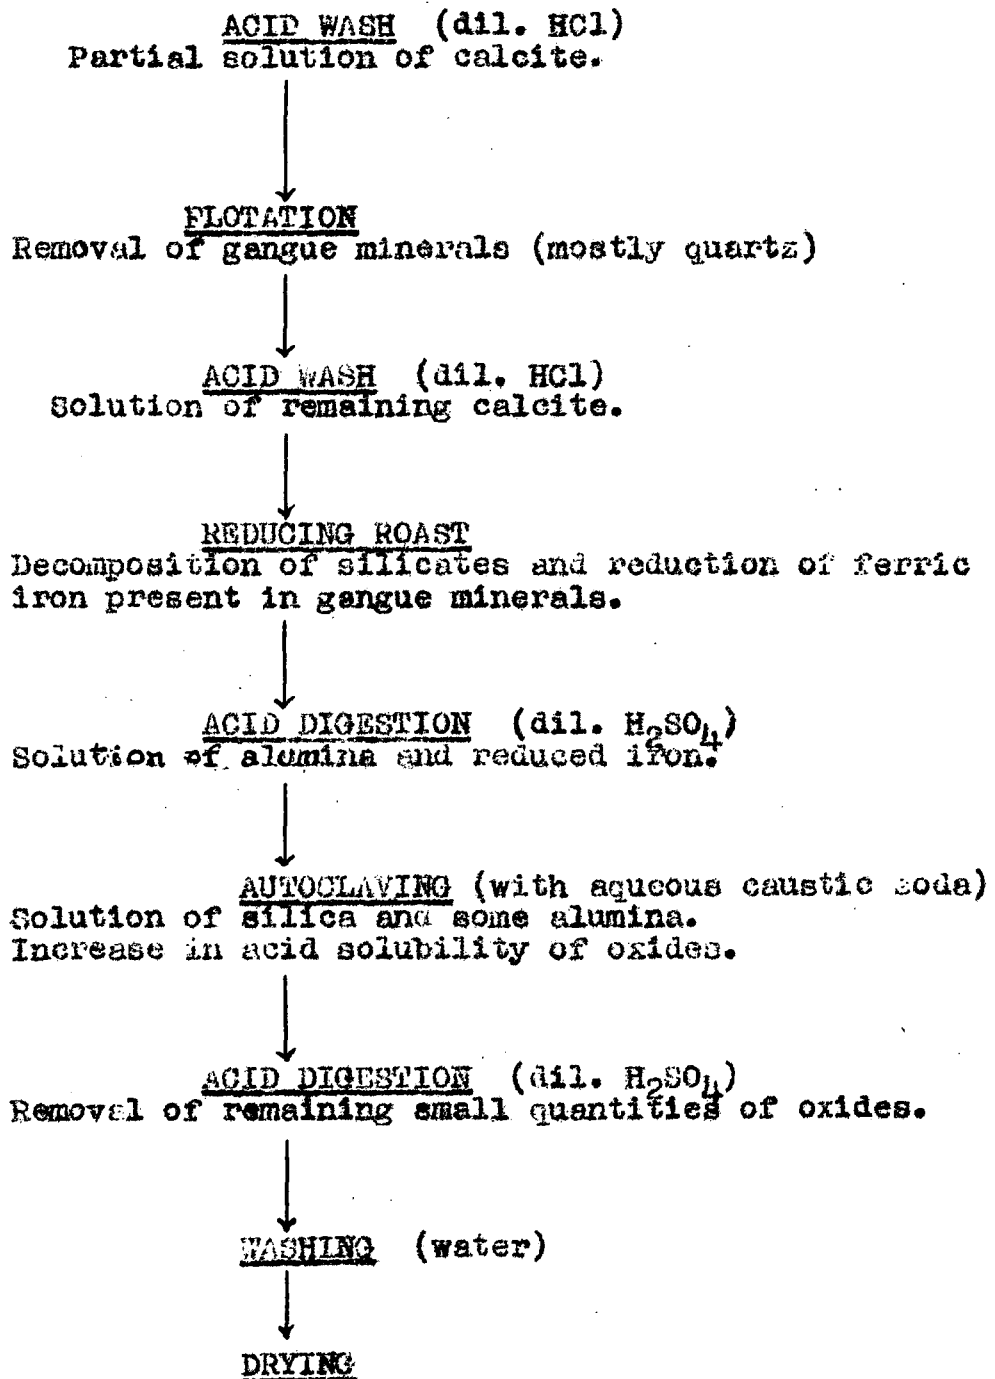 ACID WASH (dil. HCl)
Partial solution of calcite.
FLOTATION
Removal of gangue minerals (mostly quartz)
ACID WASH (dil. HCl)
Solution of remaining calcite.
REDUCING ROAST
Decomposition of silicates and reduction of ferric
iron present in gangue minerals.
ACID DIGESTION (dil. H₂SO₄)
Solution of alumina and reduced iron.
AUTOCLAVING (with aqueous caustic soda)
Solution of silica and some alumina.
Increase in acid solubility of oxides.
ACID DIGESTION (dil. H₂SO₄)
Removal of remaining small quantities of oxides.
WASHING (water)
DRYING